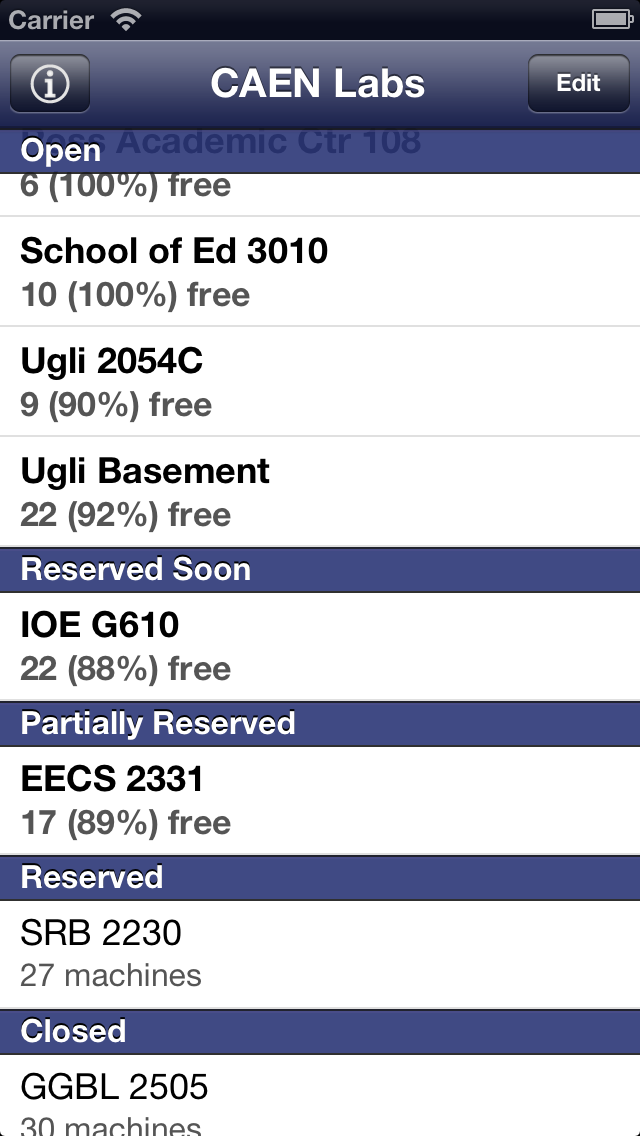 Carrier
CAEN Labs
Edit
Ross Academic Ctr 108
Open
6 (100%) free
School of Ed 3010
10 (100%) free
Ugli 2054C
9 (90%) free
Ugli Basement
22 (92%) free
Reserved Soon
IOE G610
22 (88%) free
Partially Reserved
EECS 2331
17 (89%) free
Reserved
SRB 2230
27 machines
Closed
GGBL 2505
30 machines